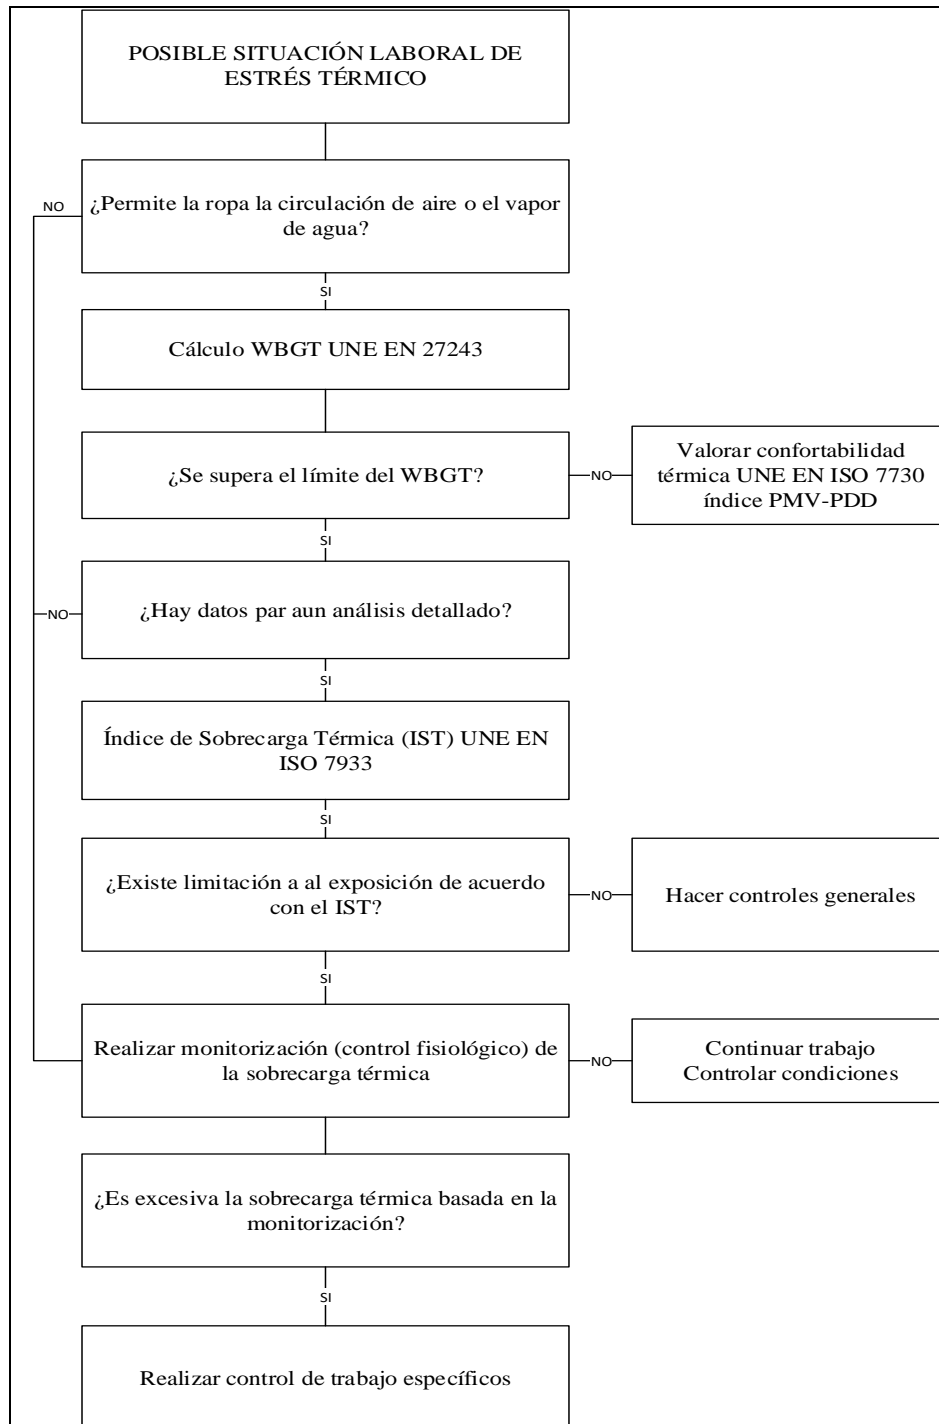 POSIBLE SITUACIÓN LABORAL DE
ESTRÉS TÉRMICO
NO
¿Permite la ropa la circulación de aire o el vapor
de agua?
SI
Cálculo WBGT UNE EN 27243
¿Se supera el límite del WBGT?
NO
Valorar confortabilidad
térmica UNE EN ISO 7730
índice PMV-PDD
SI
NO
¿Hay datos par aun análisis detallado?
SI
Índice de Sobrecarga Térmica (IST) UNE EN
ISO 7933
SI
¿Existe limitación a al exposición de acuerdo
con el IST?
NO
Hacer controles generales
SI
Realizar monitorización (control fisiológico) de
la sobrecarga térmica
NO
Continuar trabajo
Controlar condiciones
¿Es excesiva la sobrecarga térmica basada en la
monitorización?
SI
Realizar control de trabajo específicos